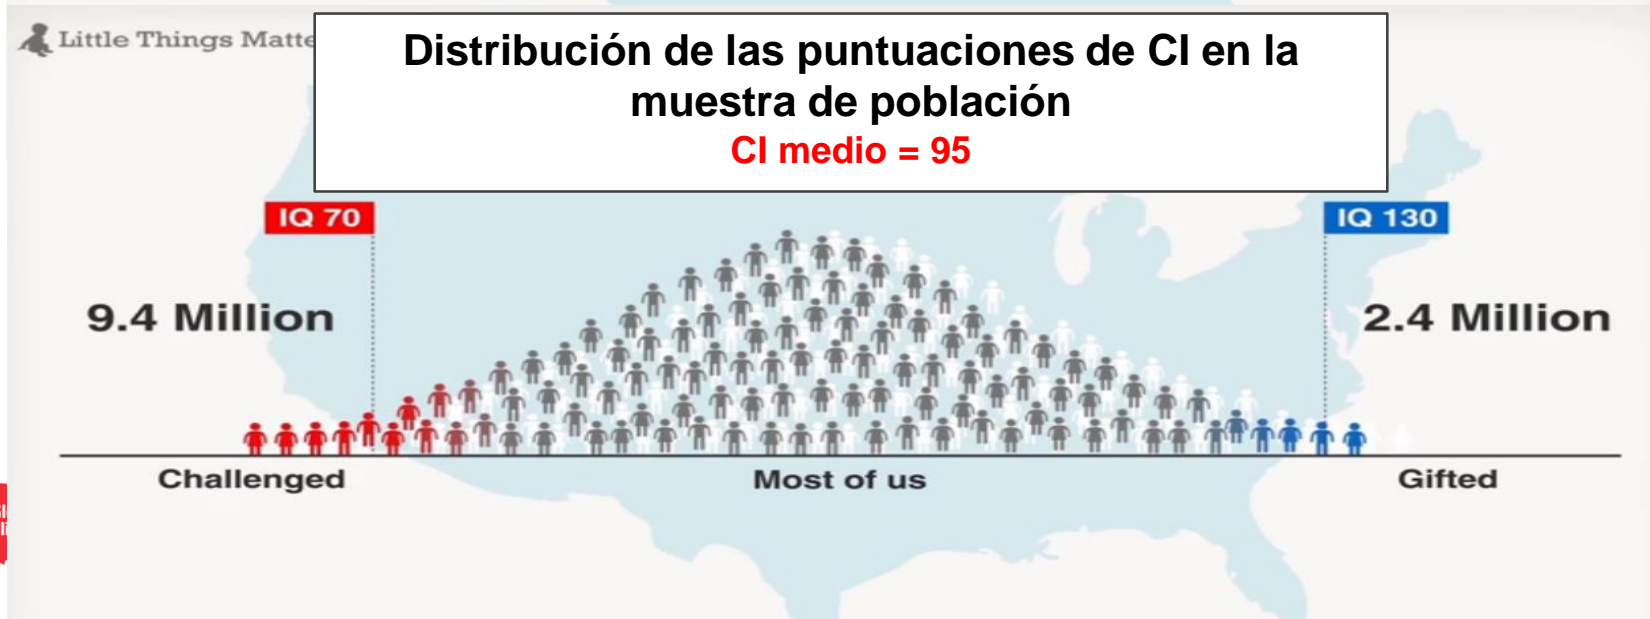 Little Things Matte
Distribución de las puntuaciones de CI en la
muestra de población
CI medio = 95
IQ 70
IQ 130
9.4 Million
2.4 Million
Challenged
Most of us
Gifted